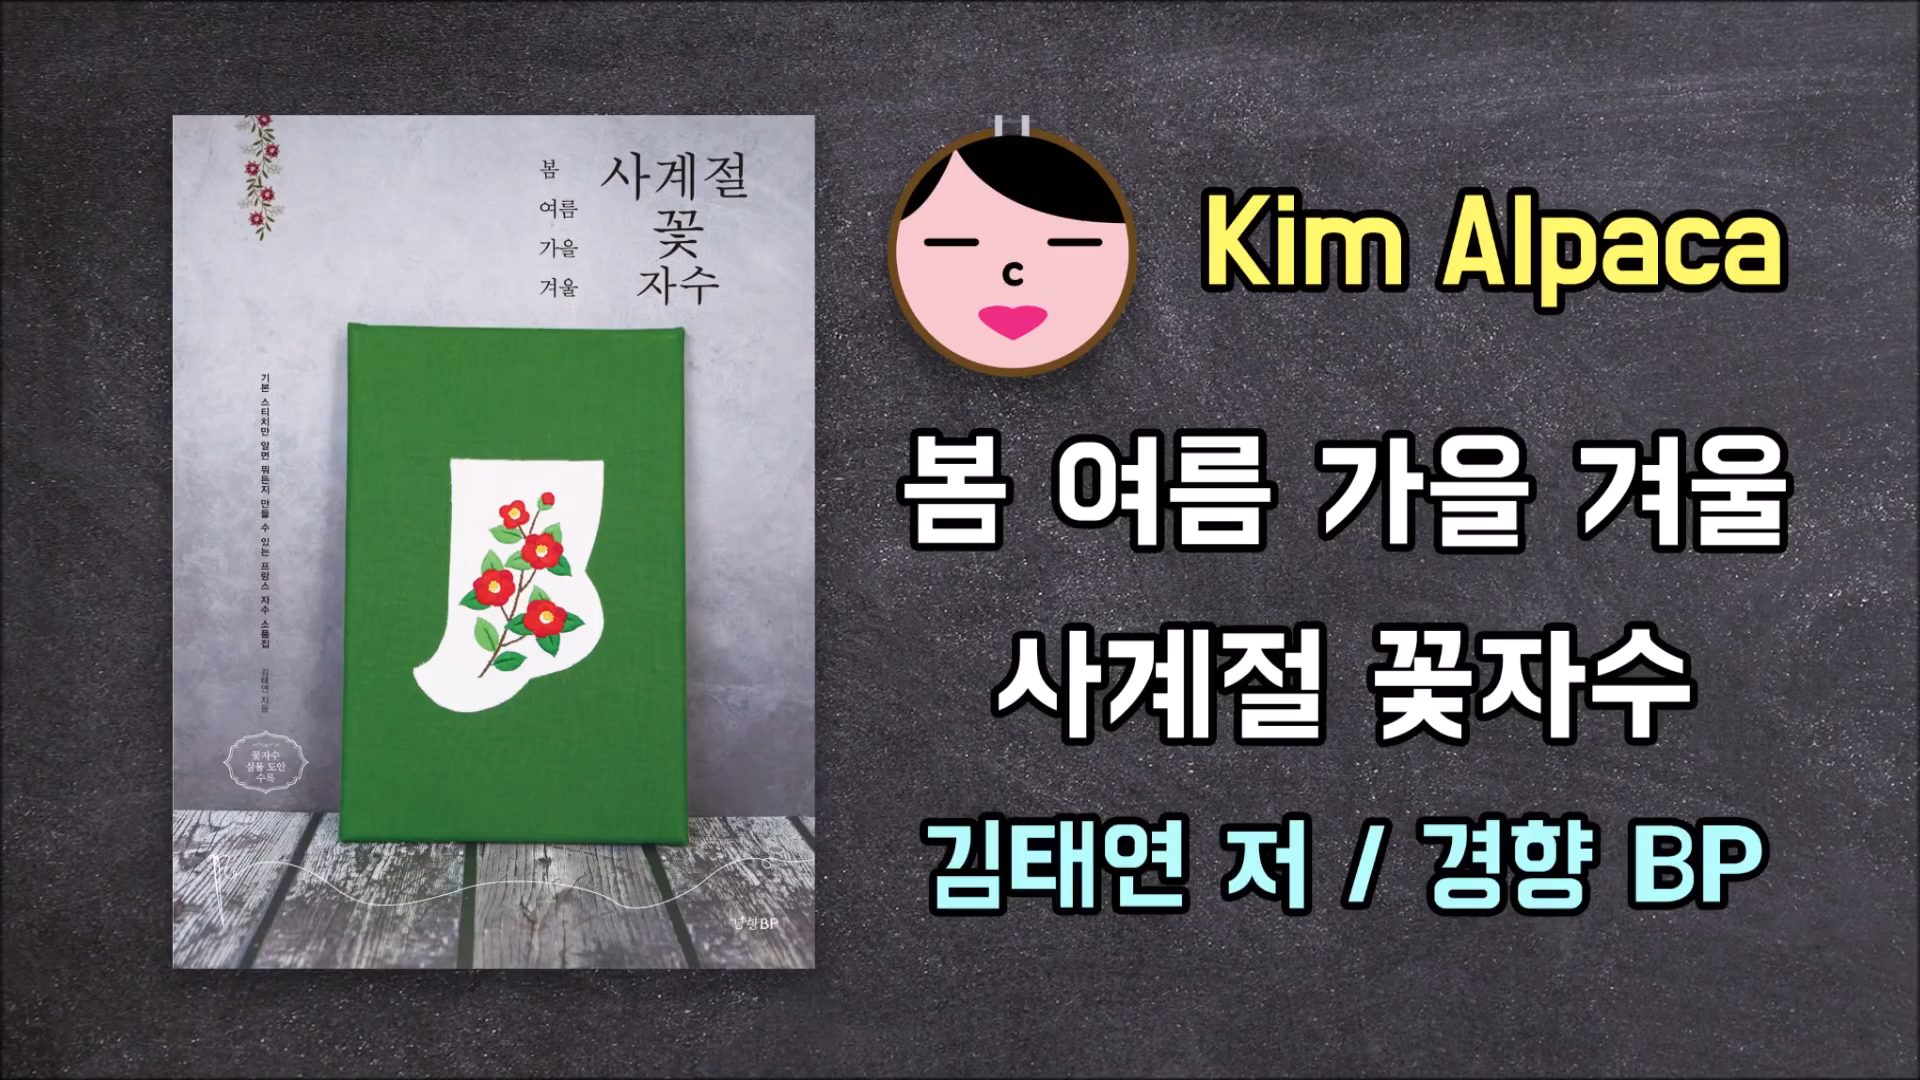 봄
여름
가을
겨울
사계절
꽃
자수
기본 스티치만 알면 뭐든지 만들 수 있는 프랑스 자수 소품집
김태연 지음
꽃자수
실물 도안
수록
경향BP
Kim Alpaca
봄 여름 가을 겨울
사계절 꽃자수
김태연 저 / 경향 BP